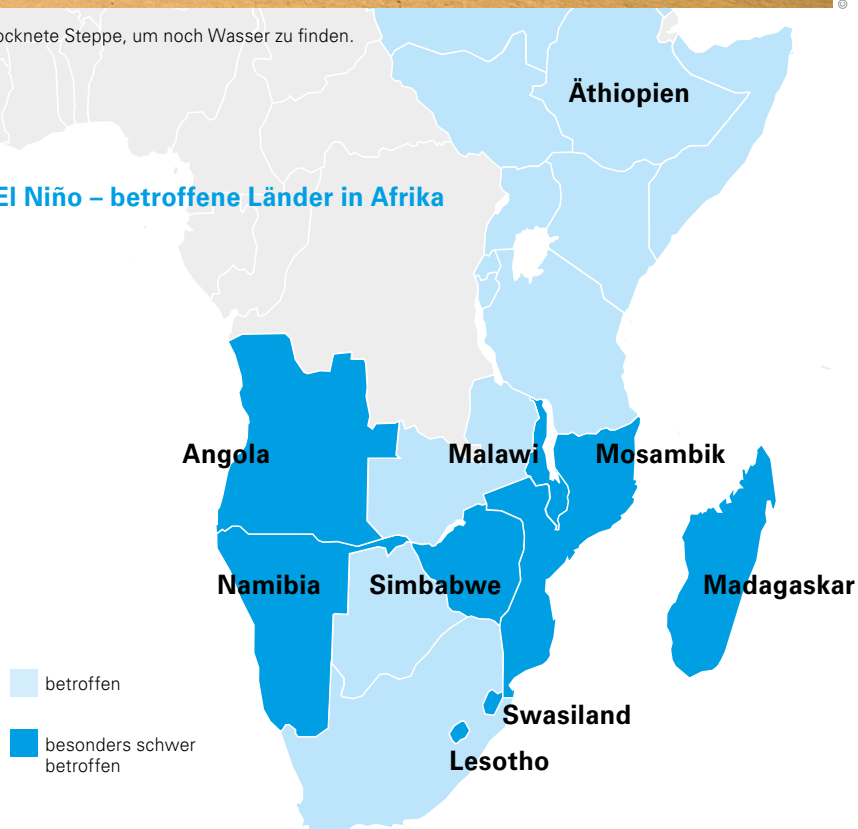 ©
ocknete Steppe, um noch Wasser zu finden.
Äthiopien
El Niño – betroffene Länder in Afrika
Angola
Malawi
Mosambik
Namibia
Simbabwe
Madagaskar
betroffen
Swasiland
besonders schwer
betroffen
Lesotho